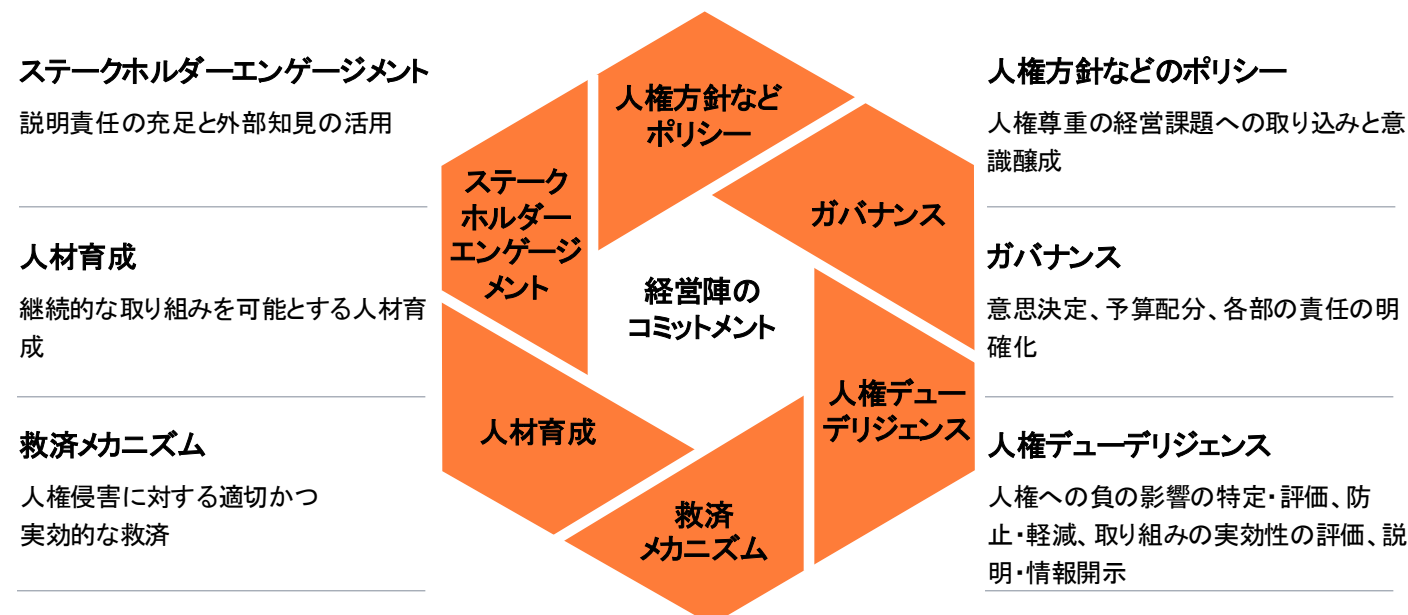 ステークホルダーエンゲージメント
説明責任の充足と外部知見の活用
人材育成
継続的な取り組みを可能とする人材育
成
救済メカニズム
人権侵害に対する適切かつ
実効的な救済
人権方針など
ポリシー
ステーク
ホルダー
エンゲージ
メント
ガバナンス
経営陣の
コミットメント
人権デュー
デリジェンス
人材育成
救済
メカニズム
人権方針などのポリシー
人権尊重の経営課題への取り込みと意
識醸成
ガバナンス
意思決定、予算配分、各部の責任の明
確化
人権デューデリジェンス
人権への負の影響の特定・評価、防
止・軽減、取り組みの実効性の評価、説
明・情報開示